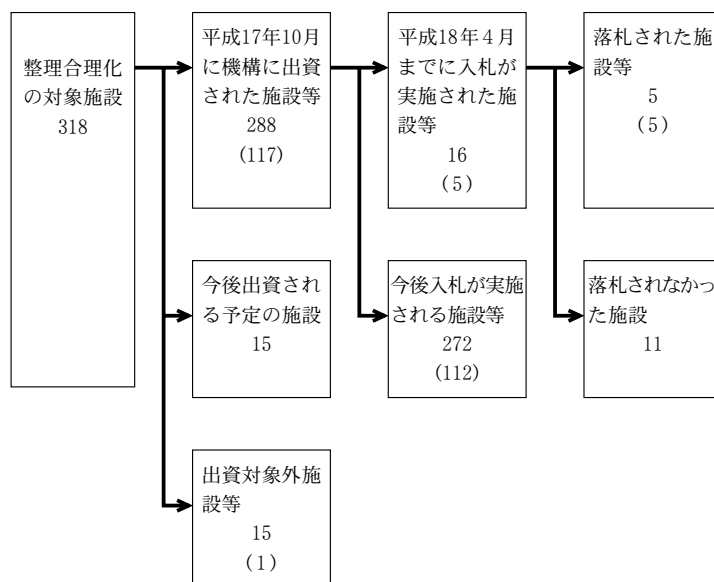 整理合理化
の対象施設
318
平成17年10月
に機構に出資
された施設等
288
(117)
平成18年4月
までに入札が
実施された施
設等
16
(5)
落札された施
設等
5
(5)
今後出資され
る予定の施設
15
今後入札が実施
される施設等
272
(112)
落札されなかっ
た施設
11
出資対象外施
設等
15
(1)